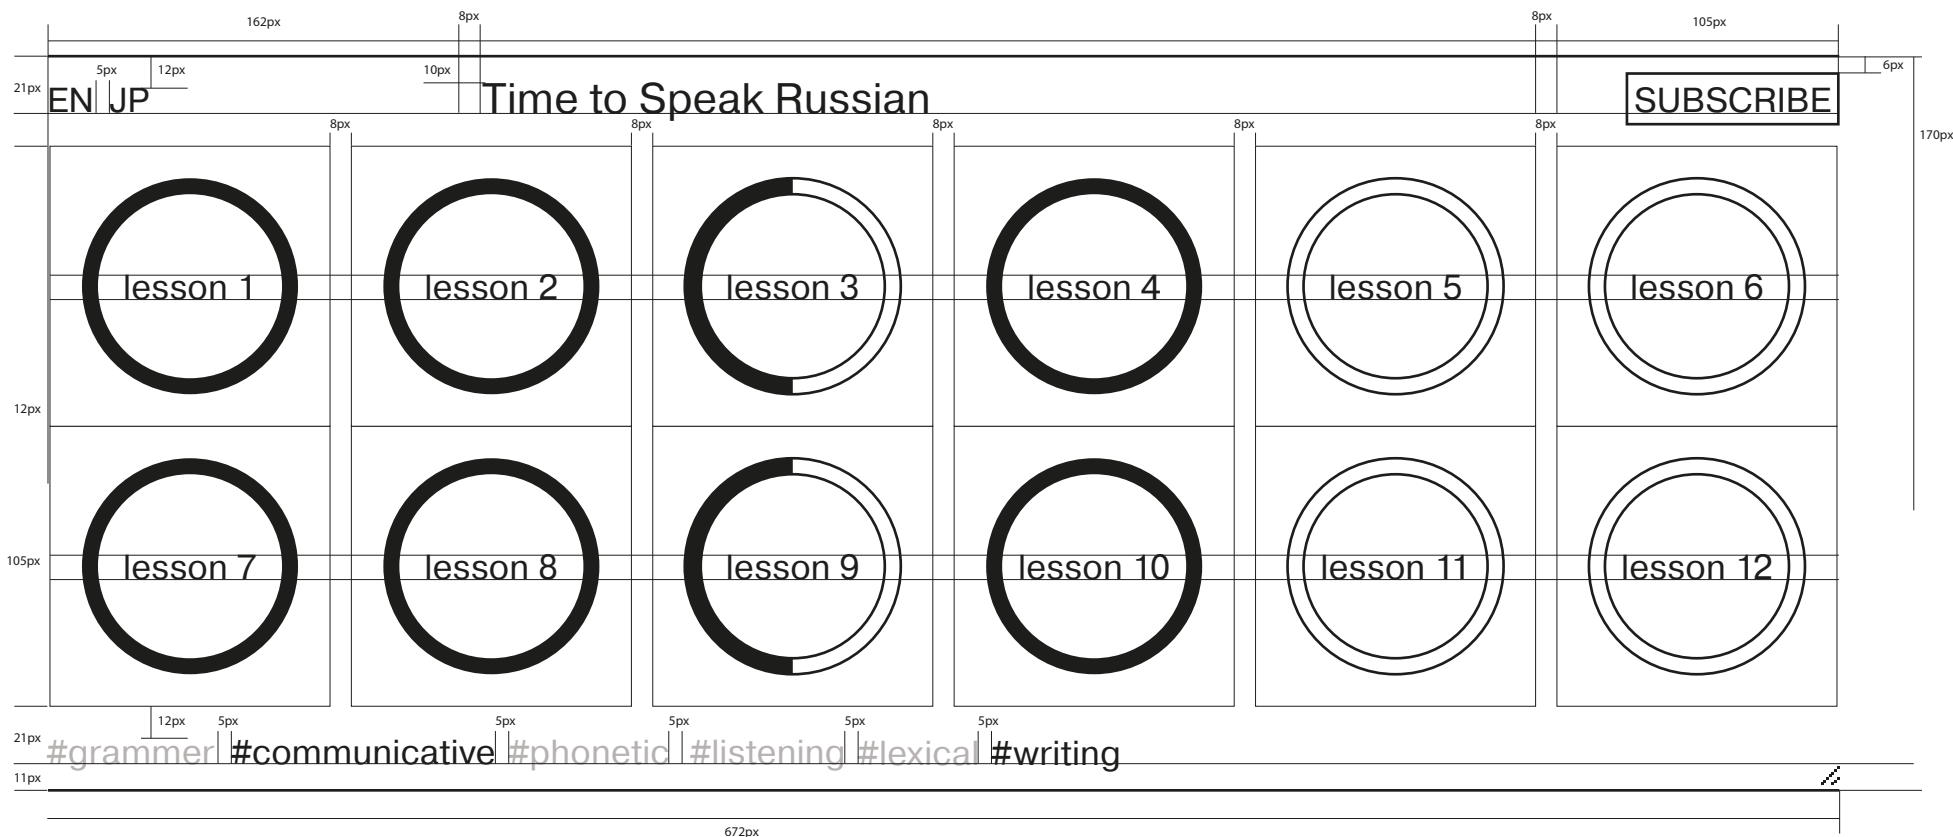 162px 8px 8px 105px
5px 12px 10px 6px
21px EN JP Time to Speak Russian SUBSCRIBE
8px 8px 8px 8px 8px 170px
lesson 1 lesson 2 lesson 3 lesson 4 lesson 5 lesson 6
12px
105px lesson 7 lesson 8 lesson 9 lesson 10 lesson 11 lesson 12
12px 5px 5px 5px 5px 5px
21px #grammer #communicative #phonetic #listening #lexical #writing
11px
672px